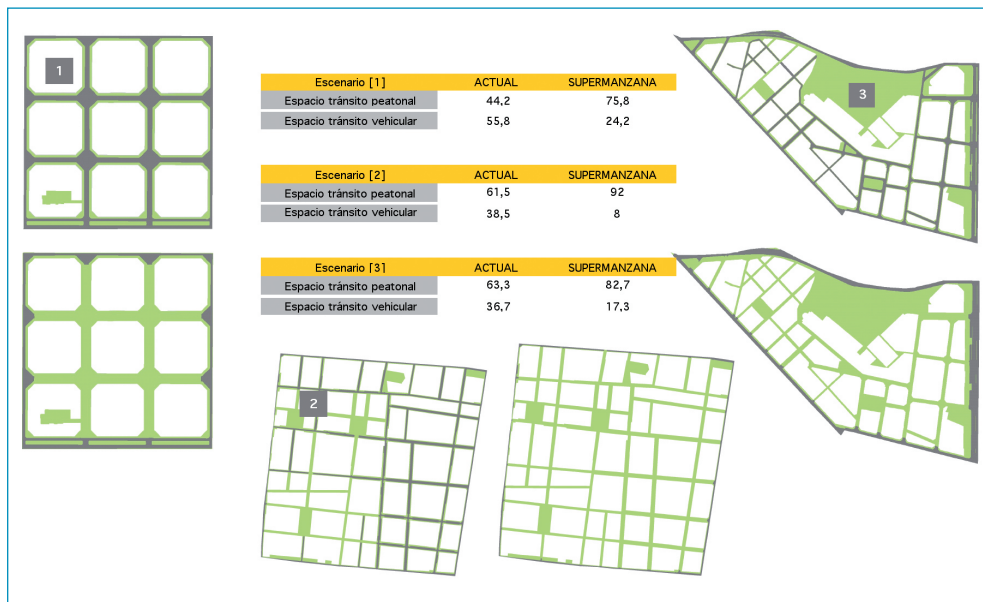 1
Escenario [1] ACTUAL SUPERMANZANA
Espacio tránsito peatonal 44,2 75,8
Espacio tránsito vehicular 55,8 24,2
3
Escenario [2] ACTUAL SUPERMANZANA
Espacio tránsito peatonal 61,5 92
Espacio tránsito vehicular 38,5 8
Escenario [3] ACTUAL SUPERMANZANA
Espacio tránsito peatonal 63,3 82,7
Espacio tránsito vehicular 36,7 17,3
2